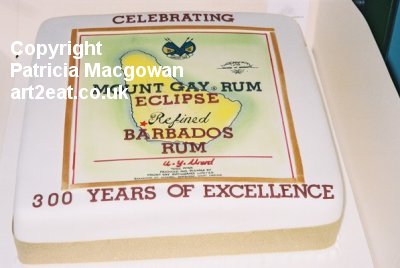 CELEBRATING
Copyright
Patricia Macgowan
art2eat.co.uk
MOUNT GAY RUM
ECLIPSE
Refined
BARBADOS
RUM
300 YEARS OF EXCELLENCE